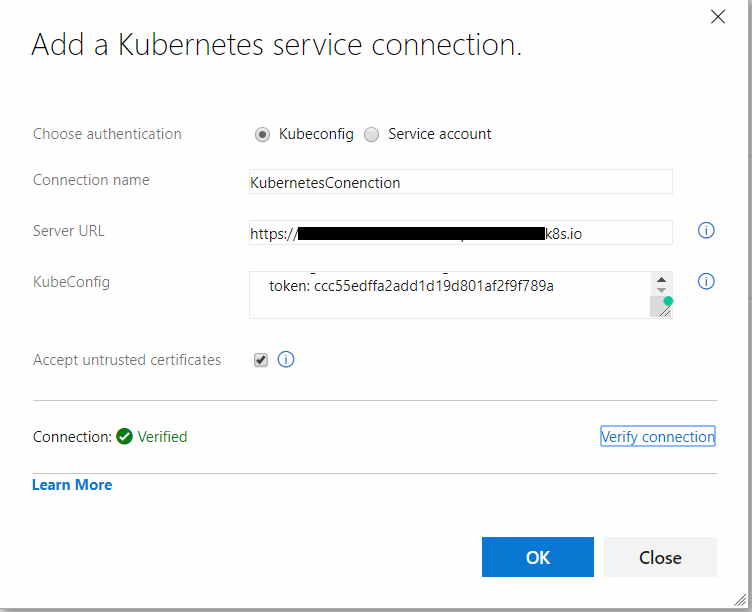 Add a Kubernetes service connection.
Choose authentication Kubeconfig Service account
Connection name KubernetesConenction
Server URL https:// k8s.io
KubeConfig
token: ccc55edffa2add1d19d801af2f9f789a
Accept untrusted certificates
Connection: Verified Verify connection
Learn More
OK Close